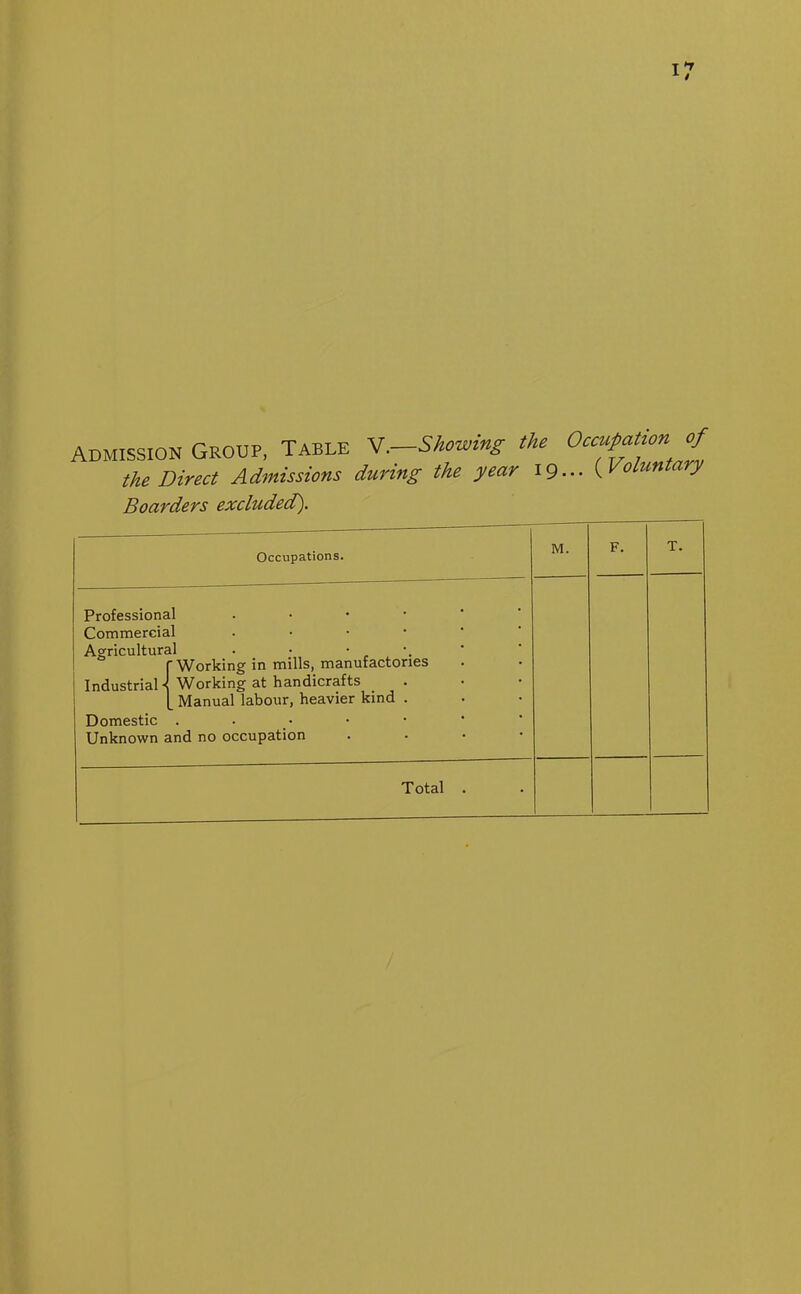 17
ADMISSION GROUP, TABLE V.—Showing the Occupation of
the Direct Admissions during the year 19... (Voluntary
Boarders excluded).
Occupations. M. F. T.
Professional . . . . . .
Commercial . . . . . .
Agricultural . . . . . .
Industrial { Working in mills, manufactories . .
Working at handicrafts . . .
Manual labour, heavier kind . . .
Domestic . . . . . . .
Unknown and no occupation . . . .
Total . .